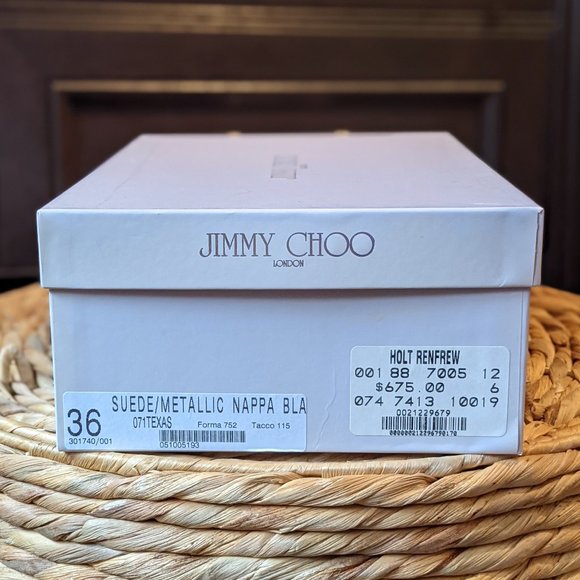 JIMMY CHOO
LONDON
HOLT RENFREW
001 88 7005 12
$675.00 6
074 7413 10019
0021229679
000000212296790170
36
SUEDE/METALLIC NAPPA BLA
071TEXAS Forma 752 Tacco 115
301740/001
051005193